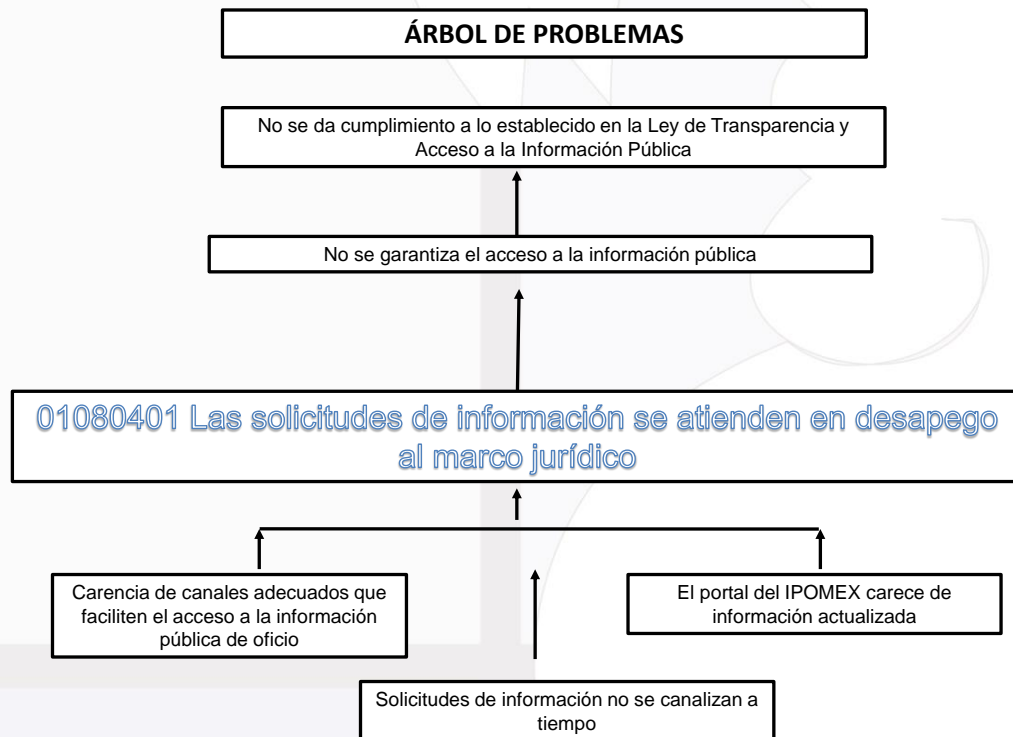 ÁRBOL DE PROBLEMAS
No se da cumplimiento a lo establecido en la Ley de Transparencia y
Acceso a la Información Pública
No se garantiza el acceso a la información pública
01080401 Las solicitudes de información se atienden en desapego
al marco jurídico
Carencia de canales adecuados que
faciliten el acceso a la información
pública de oficio
El portal del IPOMEX carece de
información actualizada
Solicitudes de información no se canalizan a
tiempo